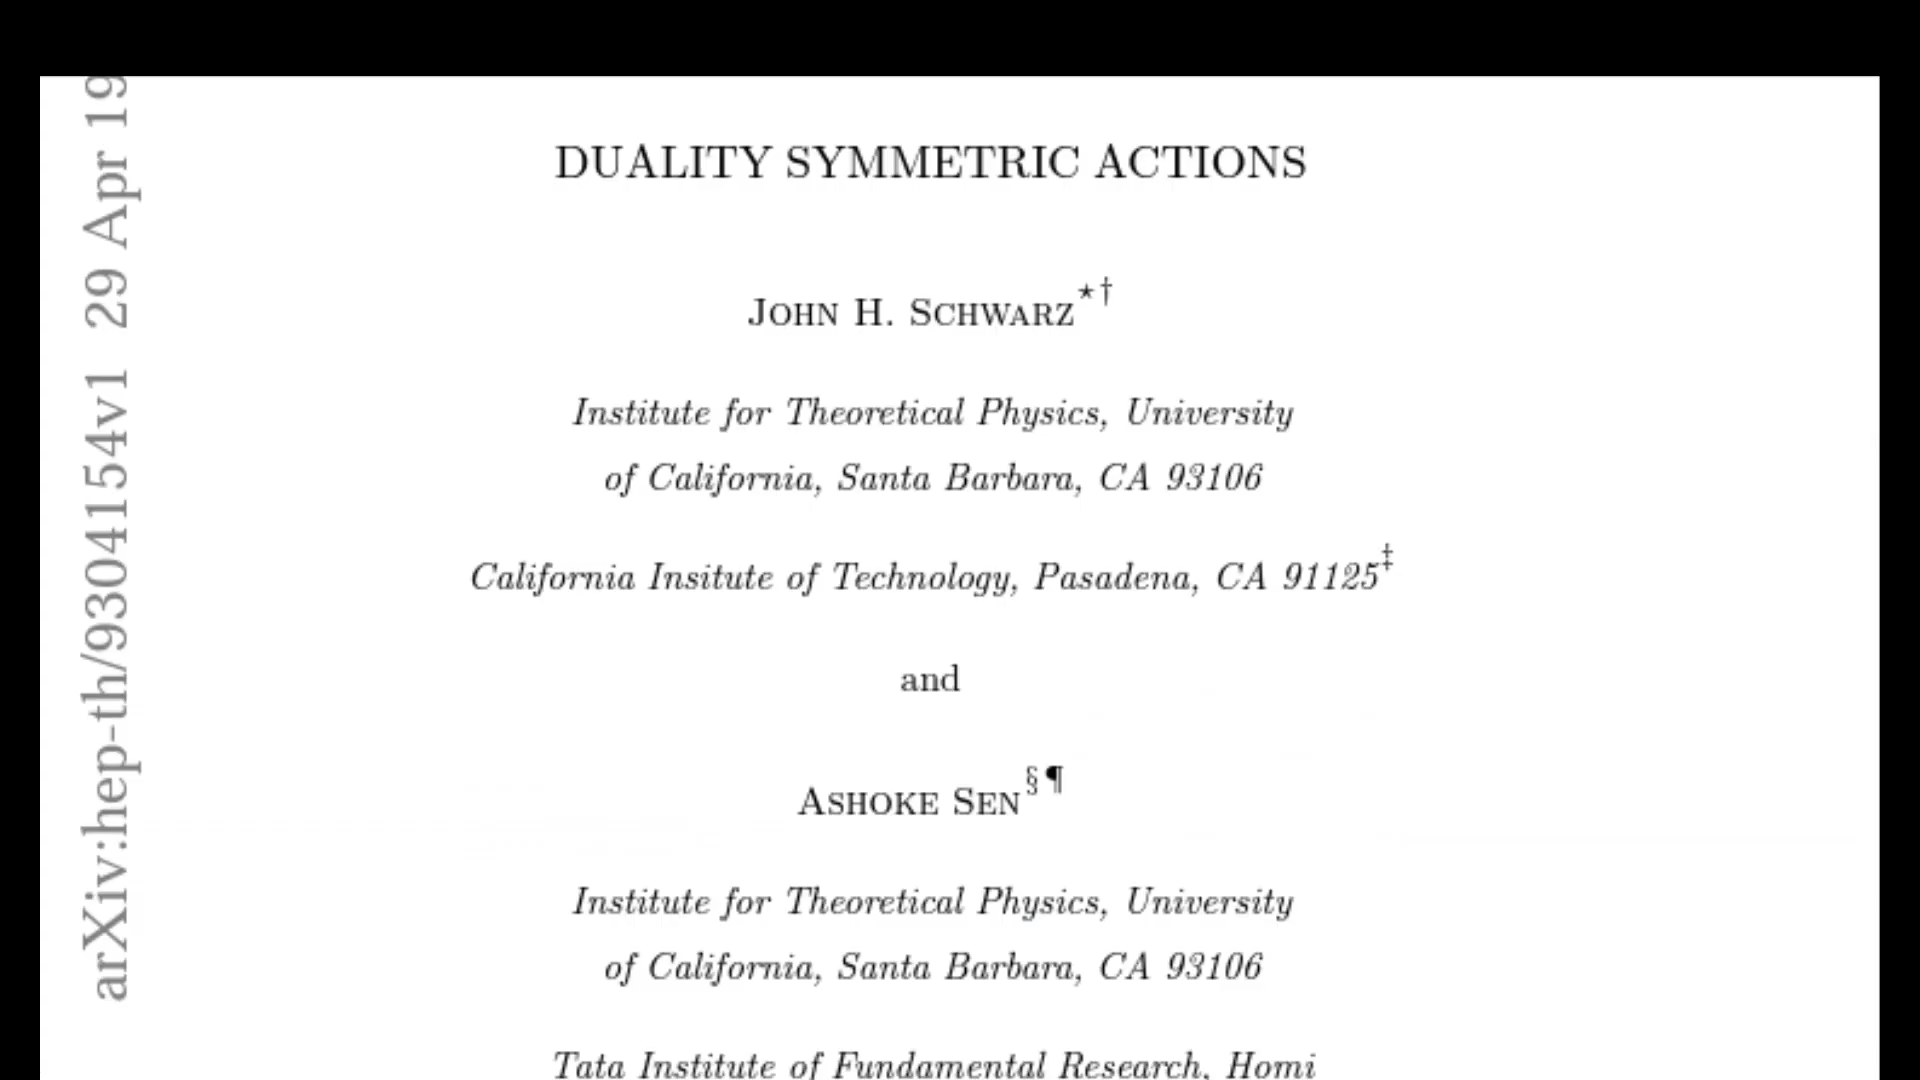 DUALITY SYMMETRIC ACTIONS
JOHN H. SCHWARZ⋆†
Institute for Theoretical Physics, University
of California, Santa Barbara, CA 93106
California Insitute of Technology, Pasadena, CA 91125‡
and
ASHOKE SEN§¶
Institute for Theoretical Physics, University
of California, Santa Barbara, CA 93106
Tata Institute of Fundamental Research, Homi
arXiv:hep-th/9304154v1 29 Apr 19